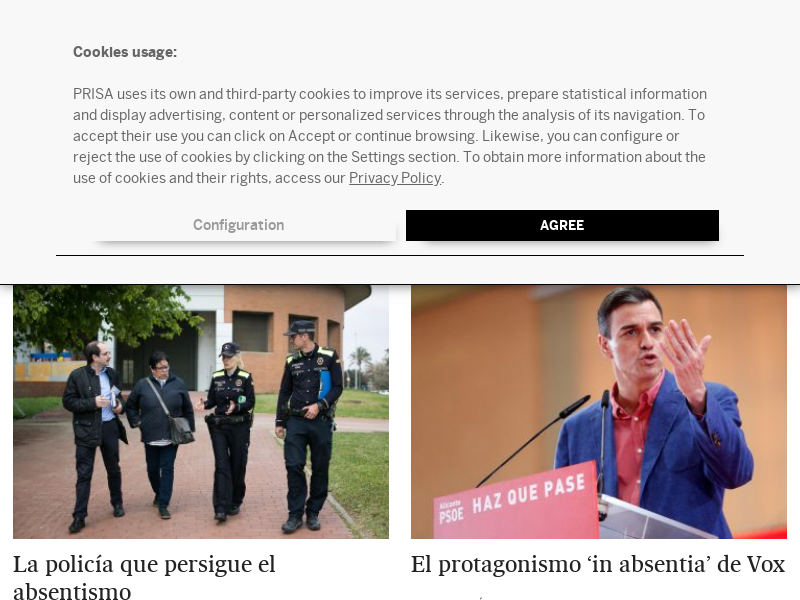 Cookies usage:
PRISA uses its own and third-party cookies to improve its services, prepare statistical information
and display advertising, content or personalized services through the analysis of its navigation. To
accept their use you can click on Accept or continue browsing. Likewise, you can configure or
reject the use of cookies by clicking on the Settings section. To obtain more information about the
use of cookies and their rights, access our Privacy Policy.
Configuration
AGREE
Alicante
PSOE
HAZ QUE PASE
La policía que persigue el
absentismo
El protagonismo ‘in absentia’ de Vox